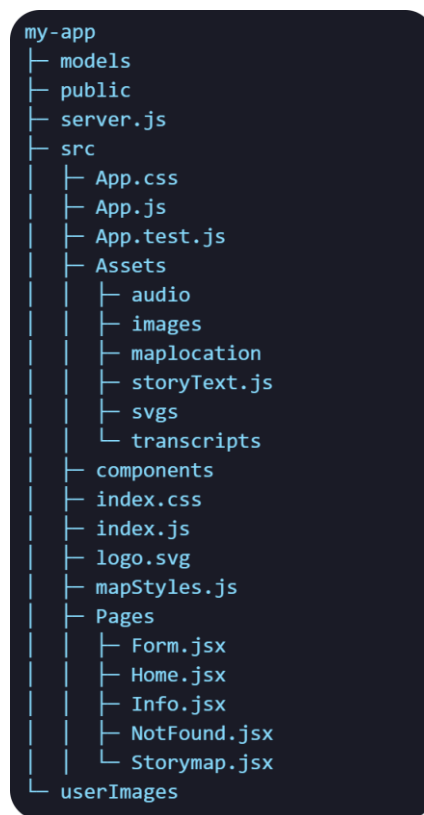 my-app
├─ models
├─ public
├─ server.js
├─ src
│  ├─ App.css
│  ├─ App.js
│  ├─ App.test.js
│  ├─ Assets
│  │  ├─ audio
│  │  ├─ images
│  │  ├─ maplocation
│  │  ├─ storyText.js
│  │  ├─ svgs
│  │  └─ transcripts
│  ├─ components
│  ├─ index.css
│  ├─ index.js
│  ├─ logo.svg
│  ├─ mapStyles.js
│  ├─ Pages
│  │  ├─ Form.jsx
│  │  ├─ Home.jsx
│  │  ├─ Info.jsx
│  │  ├─ NotFound.jsx
│  │  └─ Storymap.jsx
└─ userImages